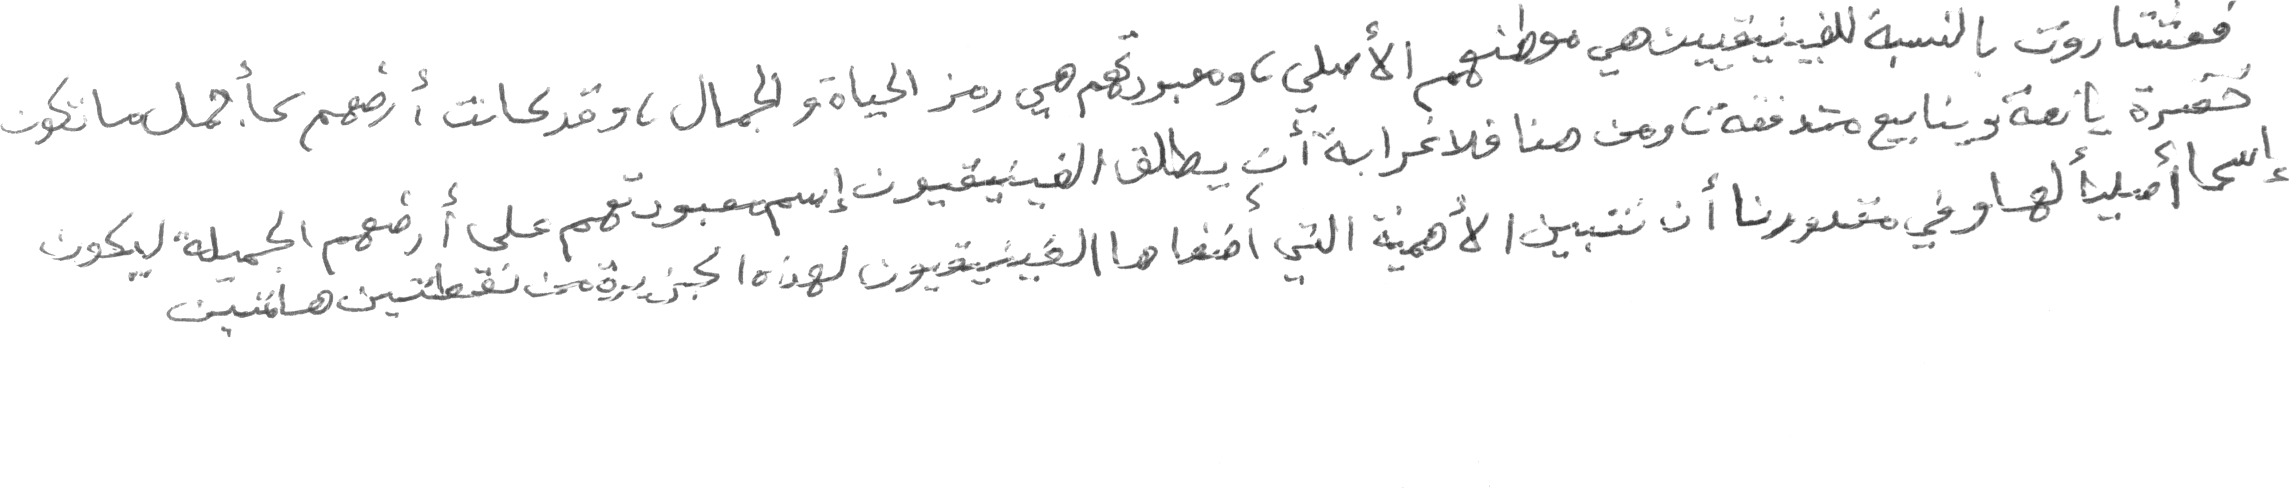 فعشتاروت بالنسبة للفينيقيين هي موطنهم الأصلي، ومعبودتهم هي رمز الحياة والجمال، وقد كانت أرضهم كأجمل ما تكون
خضرة يانعة وينابيع متدفقة، ومن هنا فلا غرابة أن يطلق الفينيقيون إسم معبودتهم على أرضهم الجميلة ليكون
إسما أصليأ لها وفي مقدورنا أن نتبين الأهمية التي أضفاها الفينيقيون لهذه الجزيرة من نقطتين هامتين